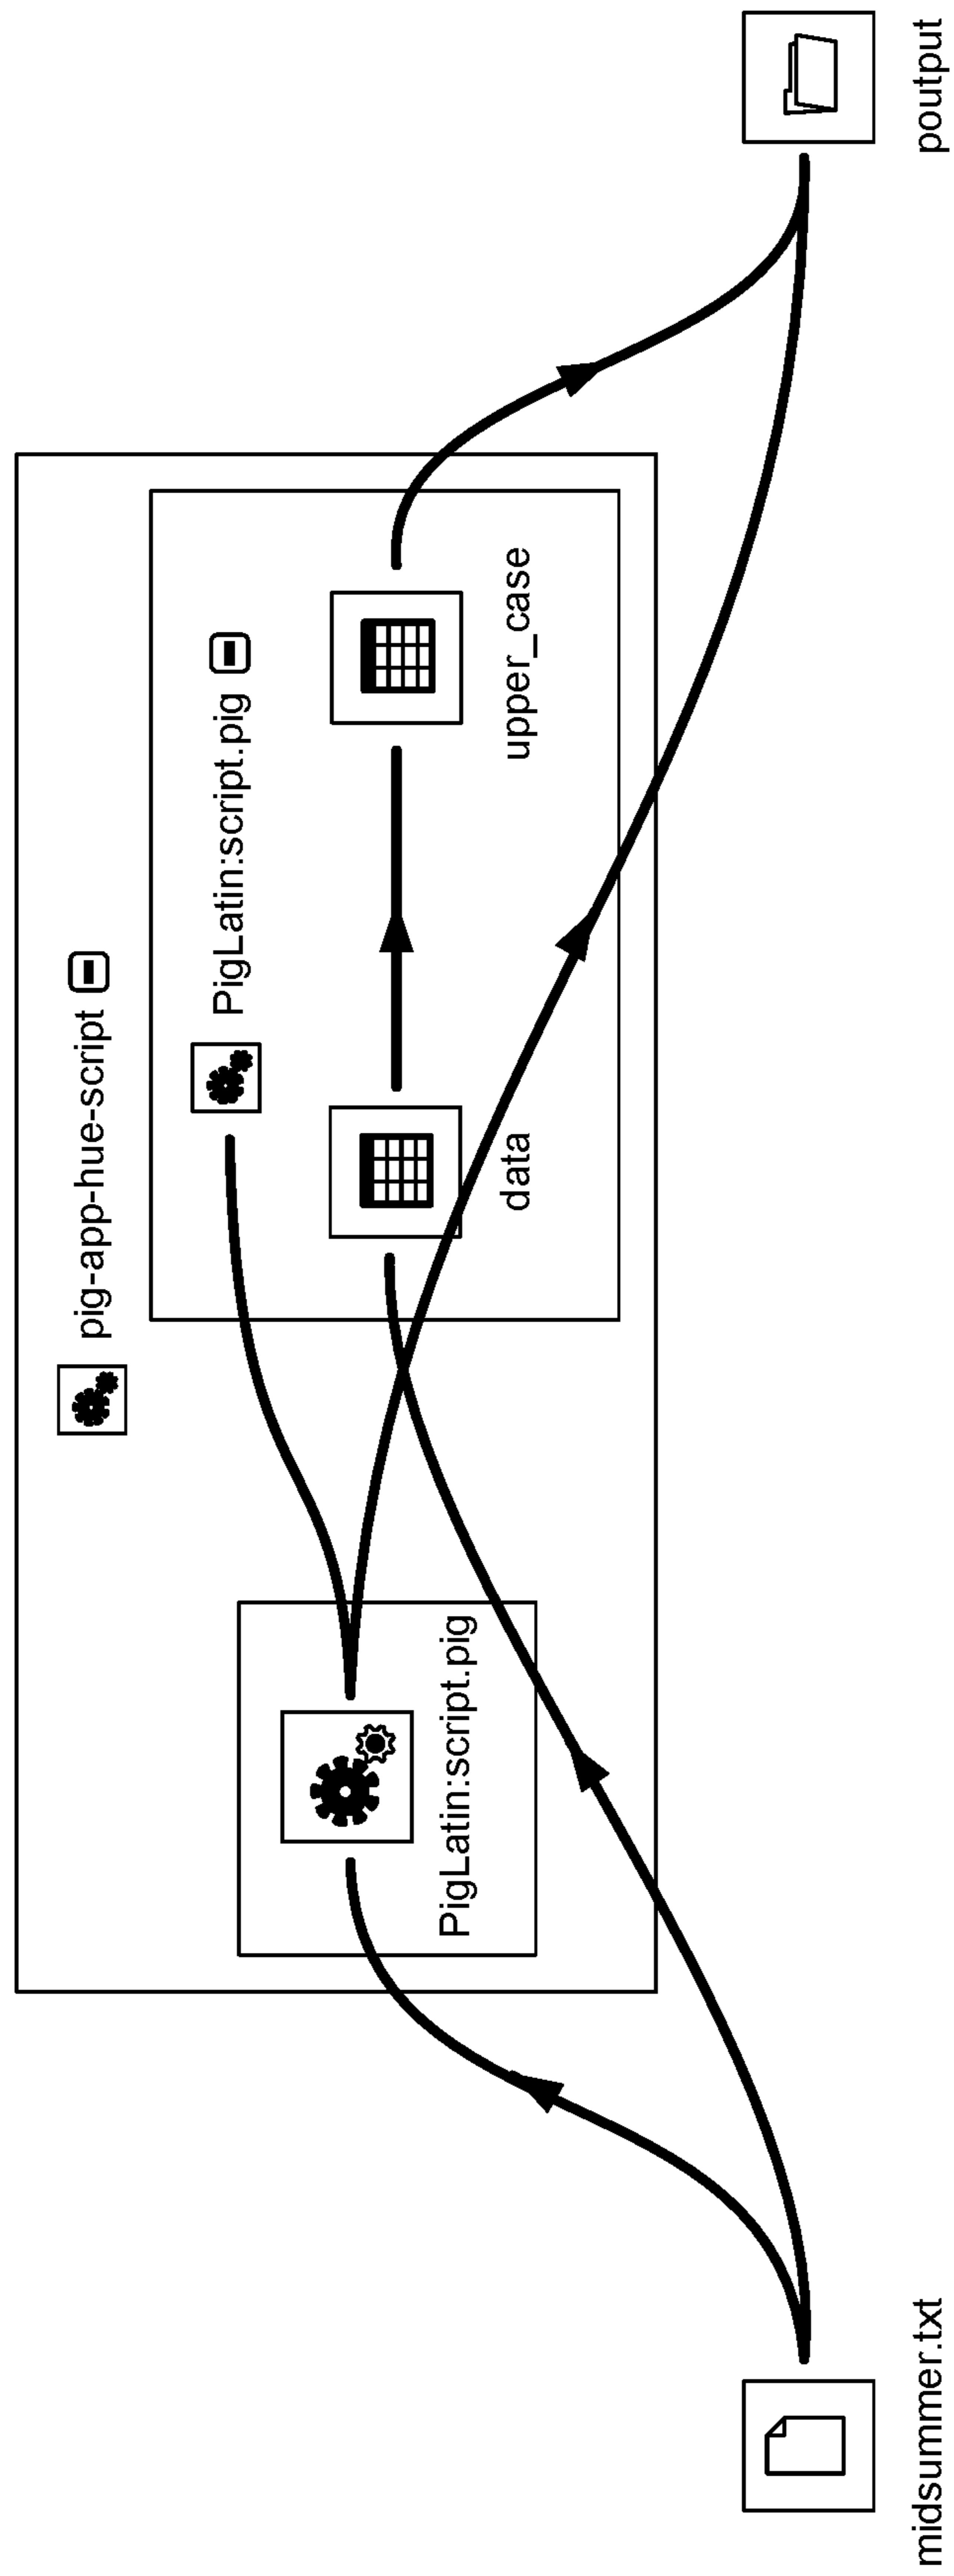 pig-app-hue-script
PigLatin:script.pig
PigLatin:script.pig
data
upper_case
midsummer.txt
poutput